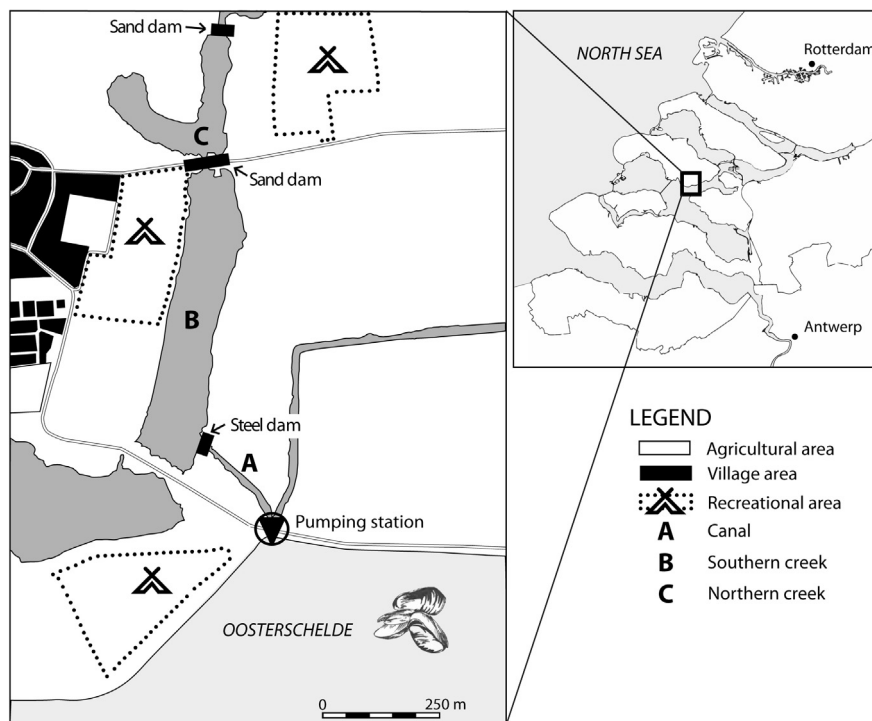 Sand dam
C
Sand dam
B
Steel dam
A
Pumping station
OOSTERSCHELDE
0 250 m
NORTH SEA
Rotterdam
Antwerp
LEGEND
Agricultural area
Village area
Recreational area
A Canal
B Southern creek
C Northern creek